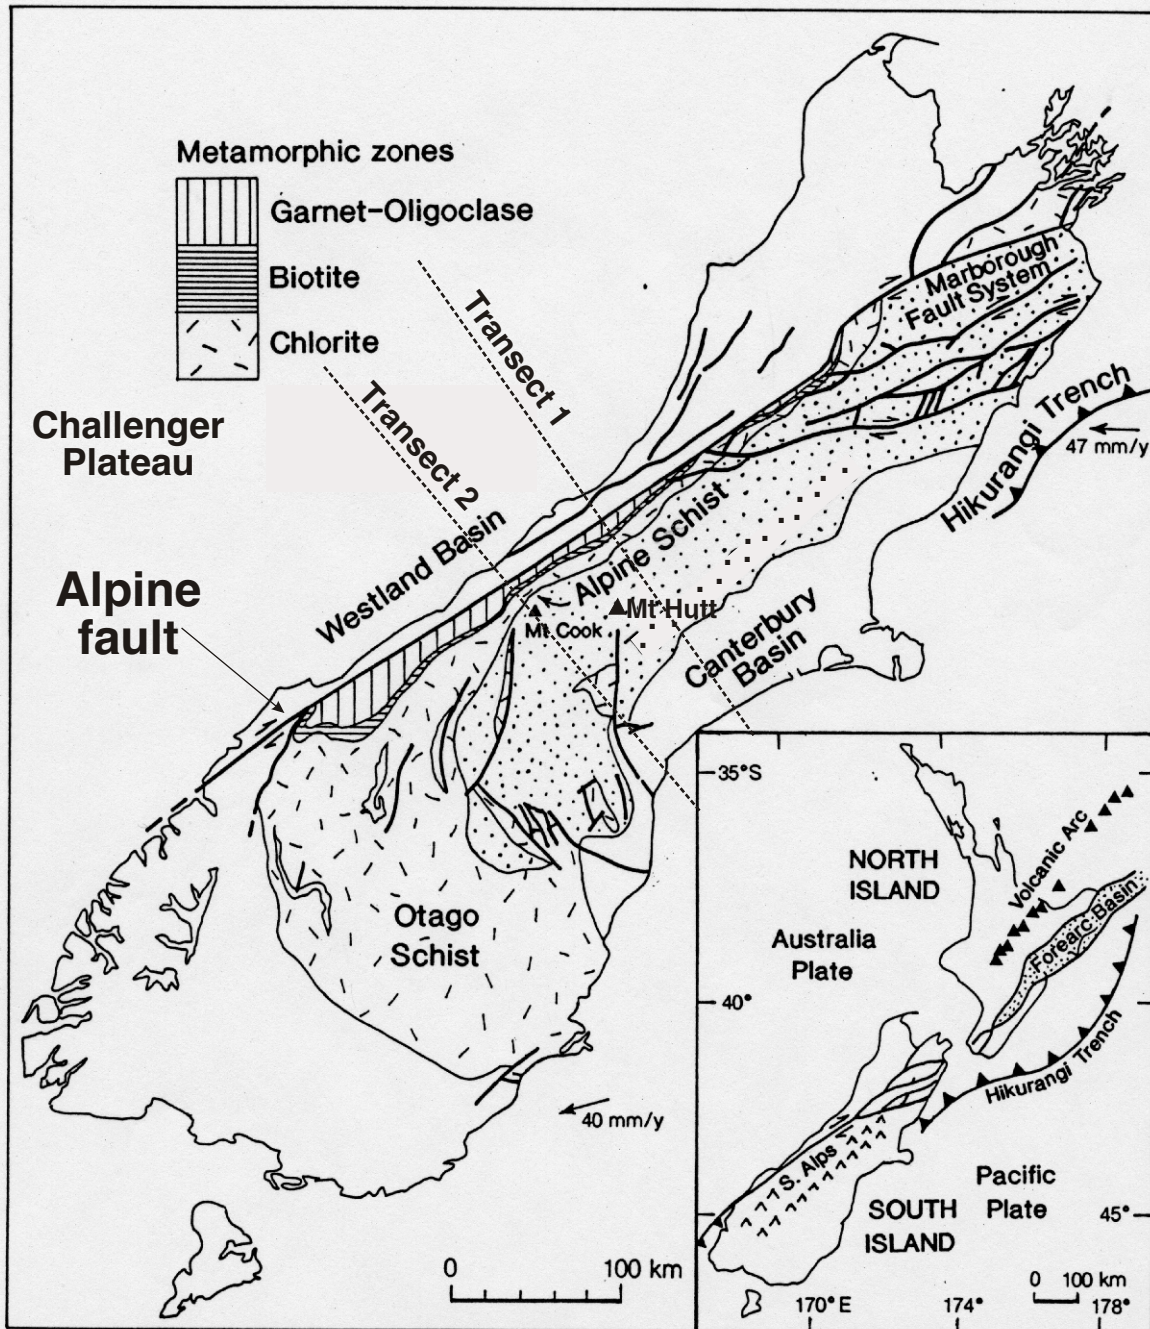 Metamorphic zones
Garnet-Oligoclase
Biotite
Chlorite
Transect 1
Transect 2
Challenger
Plateau
Westland Basin
Alpine
fault
Alpine Schist
Mt Cook
Mt Hutt
Canterbury
Basin
Marborough
Fault System
Hikurangi Trench
47 mm/y
Otago
Schist
40 mm/y
0 100 km
35°S
NORTH
ISLAND
Volcanic Arc
Forearc Basin
Australia
Plate
40°
Hikurangi Trench
S. Alps
Pacific
Plate
SOUTH
ISLAND
45°
0 100 km
170°E 174° 178°